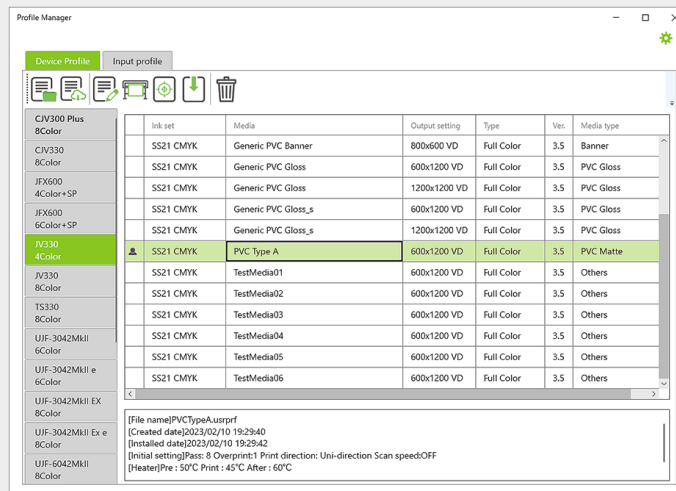 Profile Manager
Device Profile Input profile
CJV300 Plus
8Color
CJV330
8Color
JFX600
4Color+SP
JFX600
6Color+SP
JV330
4Color
JV330
8Color
TS330
8Color
UJF-3042MkII
6Color
UJF-3042MkII e
6Color
UJF-3042MkII EX
8Color
UJF-3042MkII Ex e
8Color
UJF-6042MkII
8Color
Ink set Media Output setting Type Ver. Media type
SS21 CMYK Generic PVC Banner 800x600 VD Full Color 3.5 Banner
SS21 CMYK Generic PVC Gloss 600x1200 VD Full Color 3.5 PVC Gloss
SS21 CMYK Generic PVC Gloss 1200x1200 VD Full Color 3.5 PVC Gloss
SS21 CMYK Generic PVC Gloss_s 600x1200 VD Full Color 3.5 PVC Gloss
SS21 CMYK Generic PVC Gloss_s 1200x1200 VD Full Color 3.5 PVC Gloss
SS21 CMYK PVC Type A 600x1200 VD Full Color 3.5 PVC Matte
SS21 CMYK TestMedia01 600x1200 VD Full Color 3.5 Others
SS21 CMYK TestMedia02 600x1200 VD Full Color 3.5 Others
SS21 CMYK TestMedia03 600x1200 VD Full Color 3.5 Others
SS21 CMYK TestMedia04 600x1200 VD Full Color 3.5 Others
SS21 CMYK TestMedia05 600x1200 VD Full Color 3.5 Others
SS21 CMYK TestMedia06 600x1200 VD Full Color 3.5 Others
[File name]PVCTypeA.usrprf
[Created date]2023/02/10 19:29:40
[Installed date]2023/02/10 19:29:42
[Initial setting]Pass: 8 Overprint:1 Print direction: Uni-direction Scan speed:OFF
[Heater]Pre : 50°C Print : 45°C After : 60°C